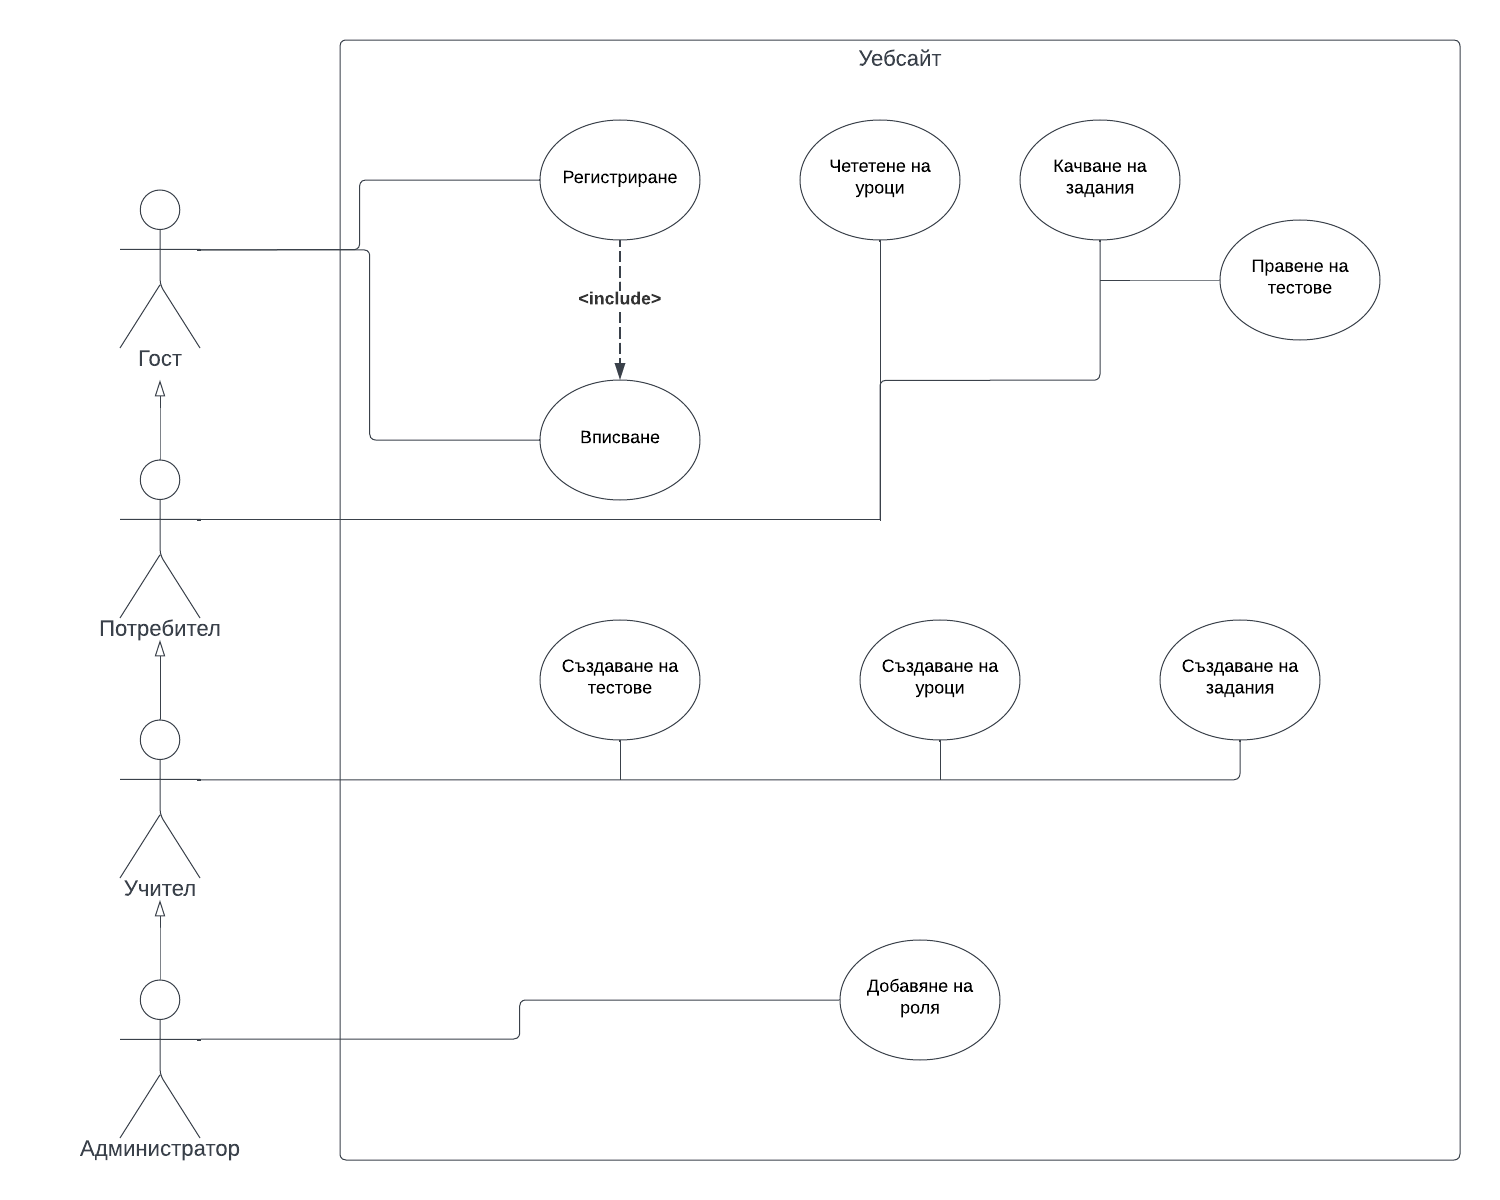 Уебсайт
Регистриране
Чететене на
уроци
Качване на
задания
Правене на
тестове
<include>
Гост
Вписване
Потребител
Създаване на
тестове
Създаване на
уроци
Създаване на
задания
Учител
Добавяне на
роля
Администратор